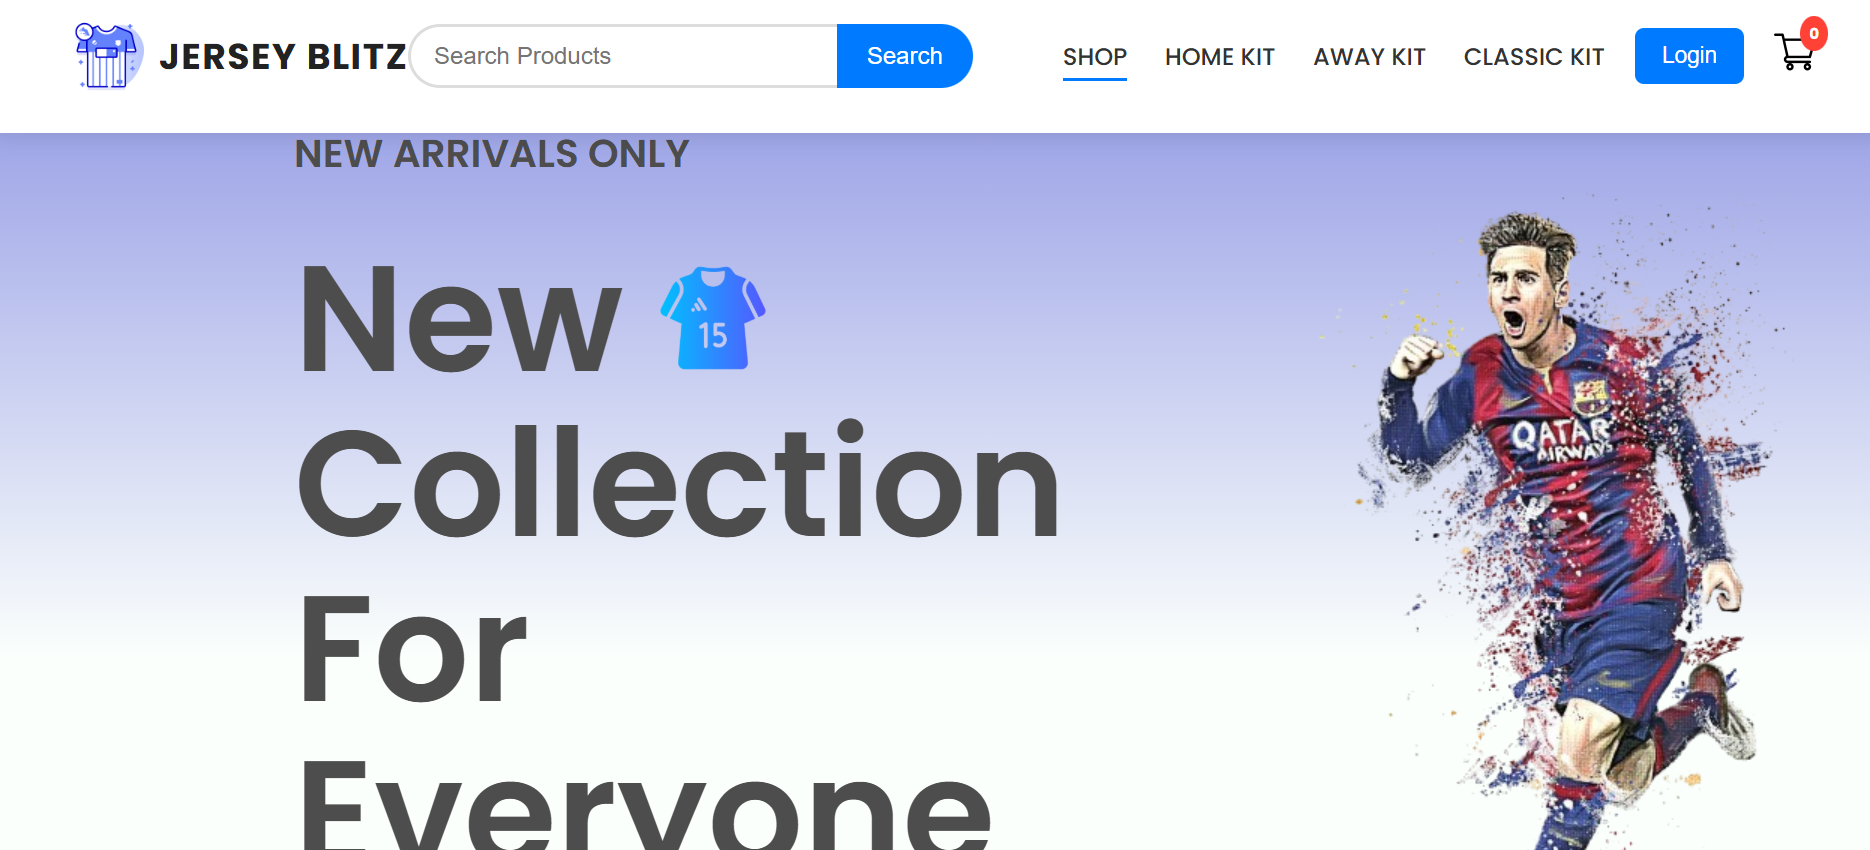 JERSEY BLITZ
Search Products
Search
SHOP
HOME KIT
AWAY KIT
CLASSIC KIT
Login
0
NEW ARRIVALS ONLY
New
15
Collection
For
Everyone
QATAR
AIRWAYS